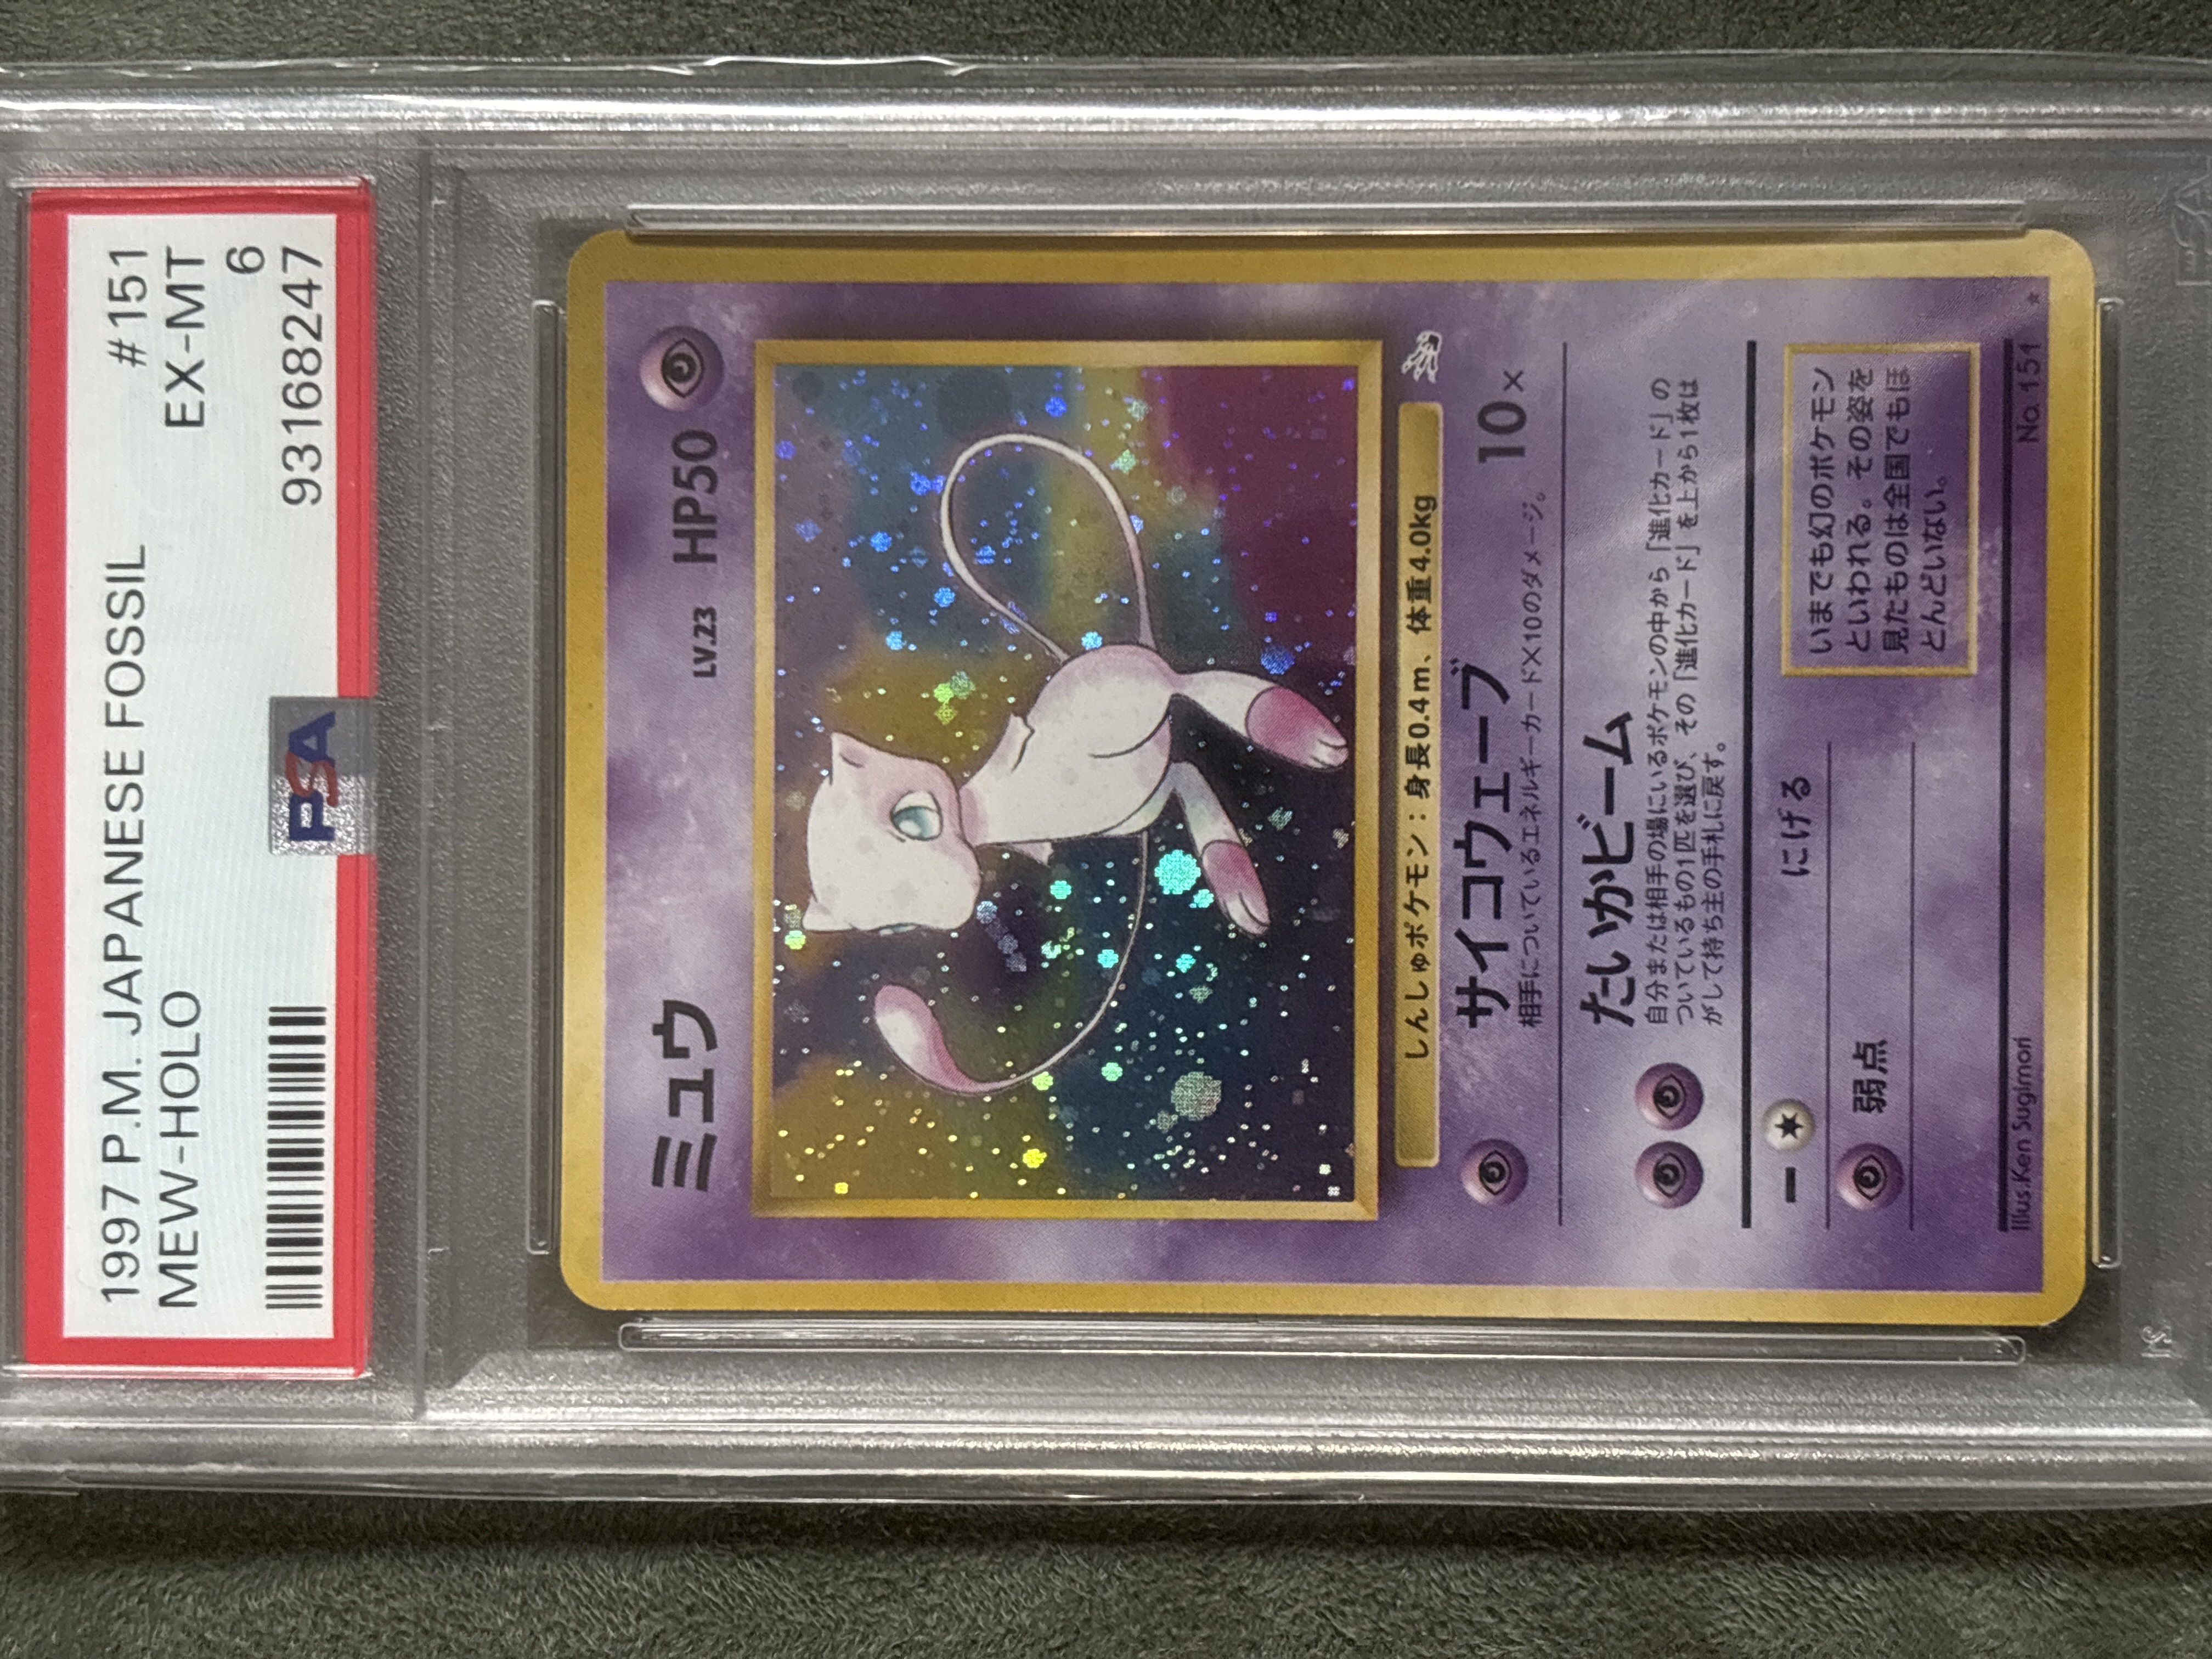 1997 P.M. JAPANESE FOSSIL #151
MEW-HOLO EX-MT
6
PSA 93168247
ミュウ LV.23 HP50
しんしゅポケモン：身長0.4m、体重4.0kg
サイコウェーブ 10×
相手についているエネルギーカード×10のダメージ。
たいかビーム
自分または相手の場にいるポケモンの中から「進化カード」の
ついているもの1匹を選び、その「進化カード」を上から1枚は
がして持ち主の手札に戻す。
ー にげる
弱点
いまでも幻のポケモン
といわれる。その姿を
見たものは全国でもほ
とんどいない。
Illus.Ken Sugimori No.151